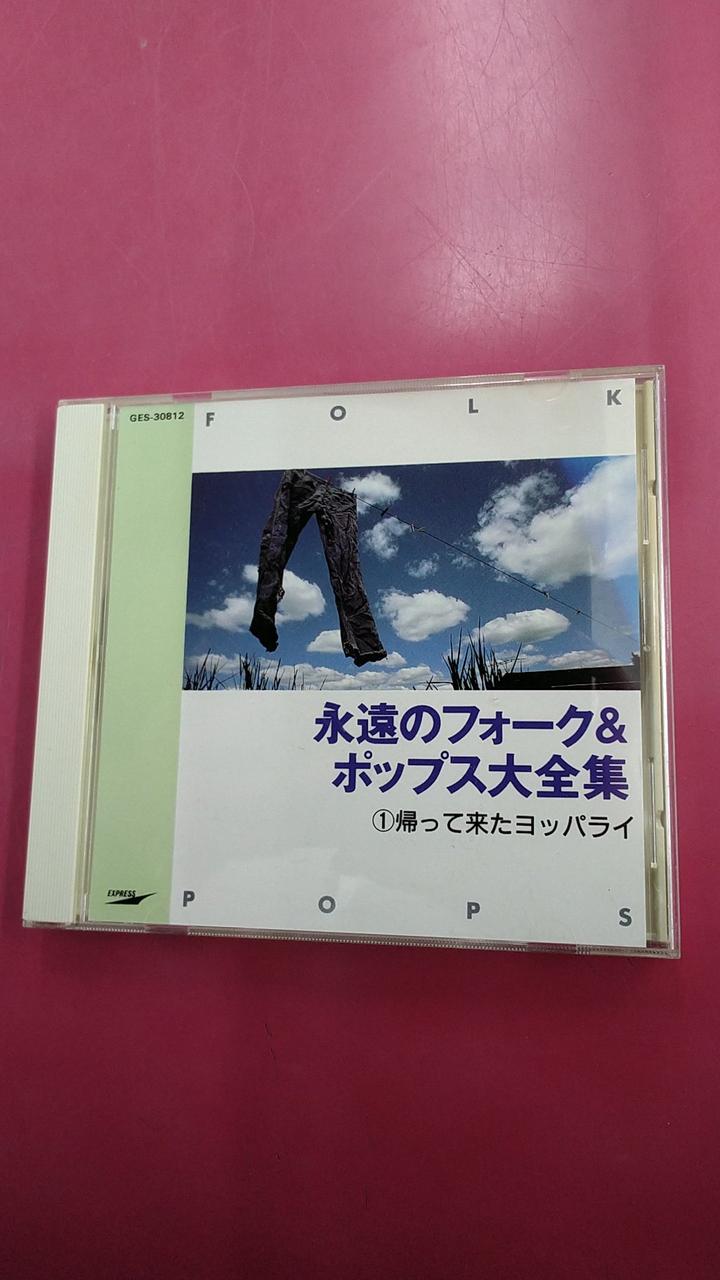 GES-30812
F O L K
永遠のフォーク&
ポップス大全集
①帰って来たヨッパライ
EXPRESS
P O P S